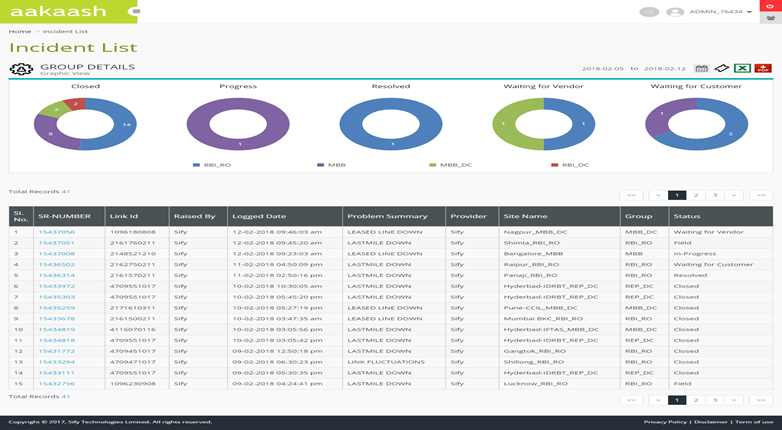 aakaash
ADMIN_76434
Home > Incident List
Incident List
GROUP DETAILS
Graphic View
2018-02-05 to 2018-02-12
PDF
Closed Progress Resolved Waiting for Vendor Waiting for Customer
14 8 3 2
1
1
1 1
1 2
RBI_RO MBB MBB_DC RBI_DC
Total Records 41
<< < 1 2 3 > >>
Sl. No. SR-NUMBER Link Id Raised By Logged Date Problem Summary Provider Site Name Group Status
1 15437056 1096180808 Sify 12-02-2018 09:46:03 am LEASED LINE DOWN Sify Nagpur_MBB_DC MBB_DC Waiting for Vendor
2 15437051 2161760211 Sify 12-02-2018 09:45:20 am LASTMILE DOWN Sify Shimla_RBI_RO RBI_RO Field
3 15437008 2148521210 Sify 12-02-2018 09:23:03 am LEASED LINE DOWN Sify Bangalore_MBB MBB In-Progress
4 15436502 2162750211 Sify 11-02-2018 04:50:09 pm LASTMILE DOWN Sify Raipur_RBI_RO RBI_RO Waiting for Customer
5 15436314 2161570211 Sify 11-02-2018 02:50:16 pm LASTMILE DOWN Sify Panaji_RBI_RO RBI_RO Resolved
6 15433972 4709551017 Sify 10-02-2018 10:30:05 am LASTMILE DOWN Sify Hyderbad-IDRBT_REP_DC REP_DC Closed
7 15435303 4709551017 Sify 10-02-2018 05:45:20 pm LASTMILE DOWN Sify Hyderbad-IDRBT_REP_DC REP_DC Closed
8 15435259 2171610311 Sify 10-02-2018 05:27:19 pm LEASED LINE DOWN Sify Pune-CCIL_MBB_DC MBB_DC Closed
9 15433678 2161500211 Sify 10-02-2018 03:47:35 am LEASED LINE DOWN Sify Mumbai BKC_RBI_RO RBI_RO Closed
10 15434819 4116070116 Sify 10-02-2018 03:05:56 pm LASTMILE DOWN Sify Hyderbad-IFTAS_MBB_DC MBB_DC Closed
11 15434818 4709551017 Sify 10-02-2018 03:05:42 pm LASTMILE DOWN Sify Hyderbad-IDRBT_REP_DC REP_DC Closed
12 15431772 4709451017 Sify 09-02-2018 12:50:18 pm LASTMILE DOWN Sify Gangtok_RBI_RO RBI_RO Closed
13 15433294 4709471017 Sify 09-02-2018 06:30:23 pm LINK FLUCTUATIONS Sify Shillong_RBI_RO RBI_RO Closed
14 15433111 4709551017 Sify 09-02-2018 05:38:23 pm LASTMILE DOWN Sify Hyderbad-IDRBT_REP_DC REP_DC Closed
15 15432796 1096230908 Sify 09-02-2018 04:24:41 pm LASTMILE DOWN Sify Lucknow_RBI_RO RBI_RO Field
Total Records 41
<< < 1 2 3 > >>
Copyright © 2017, Sify Technologies Limited. All rights reserved. Privacy Policy | Disclaimer | Term of use